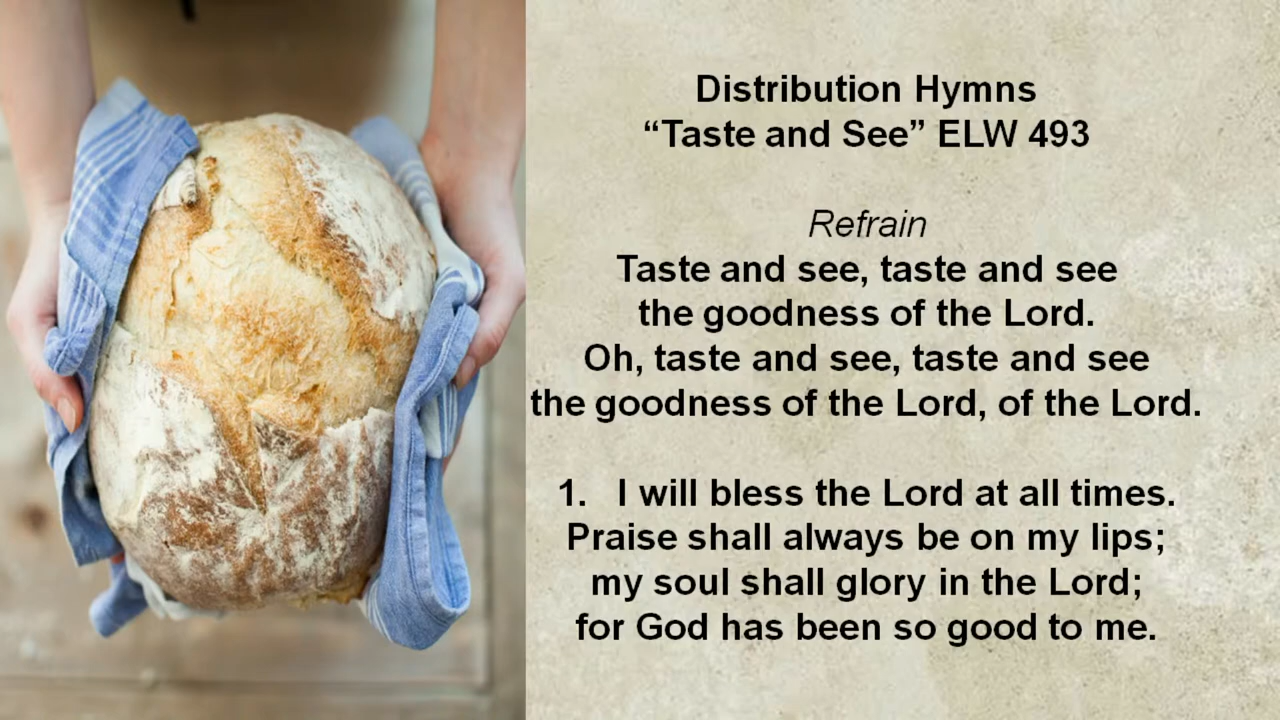 Distribution Hymns
“Taste and See” ELW 493
Refrain
Taste and see, taste and see
the goodness of the Lord.
Oh, taste and see, taste and see
the goodness of the Lord, of the Lord.
1. I will bless the Lord at all times.
Praise shall always be on my lips;
my soul shall glory in the Lord;
for God has been so good to me.